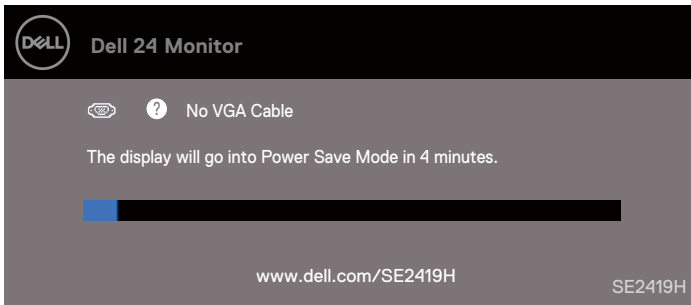 DELL
Dell 24 Monitor
? No VGA Cable
The display will go into Power Save Mode in 4 minutes.
www.dell.com/SE2419H
SE2419H